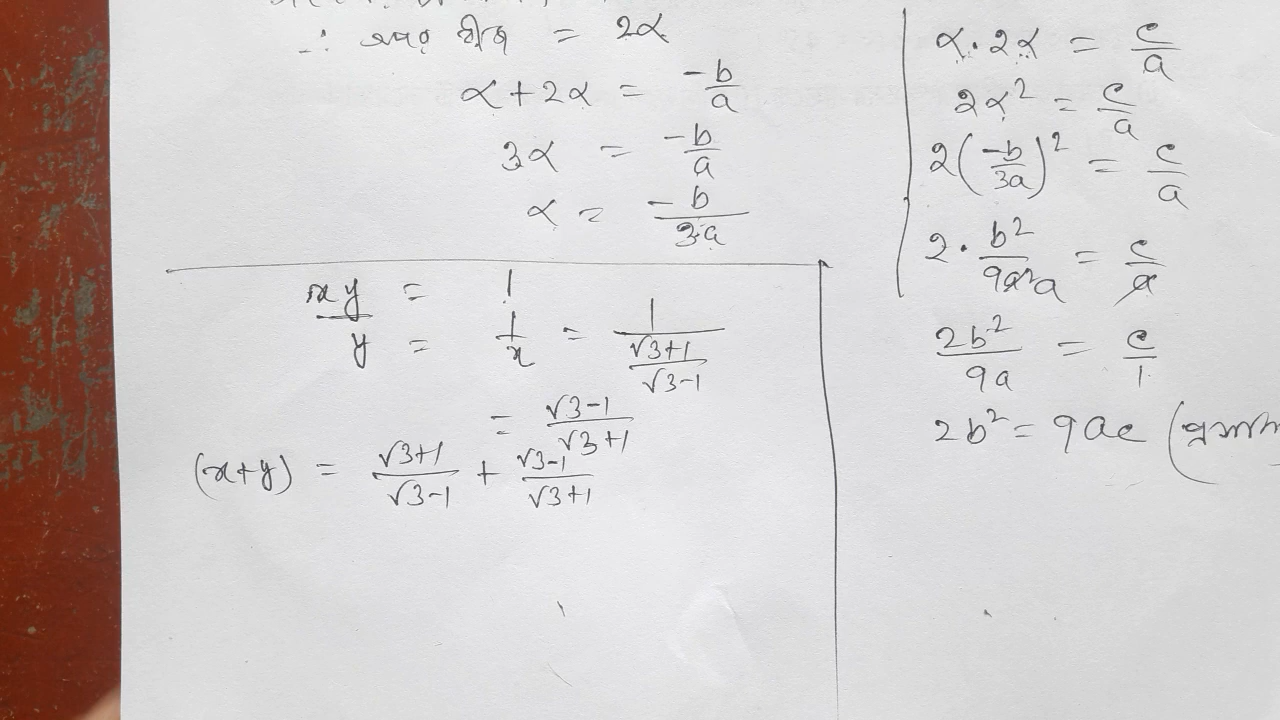 ∴ অপর বীজ = 2α
α + 2α = -b/a
3α = -b/a
α = -b/3a
α·2α = c/a
2α² = c/a
2(-b/3a)² = c/a
2·b²/9a²a = c/a
2b²/9a = c/1
2b² = 9ac (প্রমাণ
xy = 1
y = 1/x = 1/((√3+1)/(√3-1))
= (√3-1)/(√3+1)
(x+y) = (√3+1)/(√3-1) + (√3-1)/(√3+1)